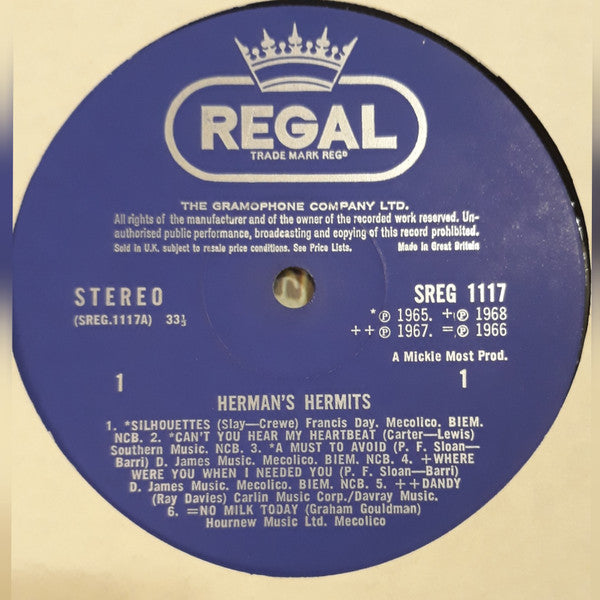 REGAL
TRADE MARK REGD
THE GRAMOPHONE COMPANY LTD.
All rights of the manufacturer and of the owner of the recorded work reserved. Un-
authorised public performance, broadcasting and copying of this record prohibited.
Sold in U.K. subject to resale price conditions. See Price Lists. Made in Great Britain
STEREO SREG 1117
(SREG.1117A) 33⅓ *℗ 1965. +℗ 1968
++℗ 1967. =℗ 1966
A Mickie Most Prod.
1 1
HERMAN'S HERMITS
1. *SILHOUETTES (Slay—Crewe) Francis Day. Mecolico. BIEM.
NCB. 2. *CAN'T YOU HEAR MY HEARTBEAT (Carter—Lewis)
Southern Music. NCB. 3. *A MUST TO AVOID (P. F. Sloan—
Barri) D. James Music. Mecolico. BIEM. NCB. 4. +WHERE
WERE YOU WHEN I NEEDED YOU (P. F. Sloan—Barri)
D. James Music. Mecolico. BIEM. NCB. 5. ++DANDY
(Ray Davies) Carlin Music Corp./Davray Music.
6. =NO MILK TODAY (Graham Gouldman)
Hournew Music Ltd. Mecolico